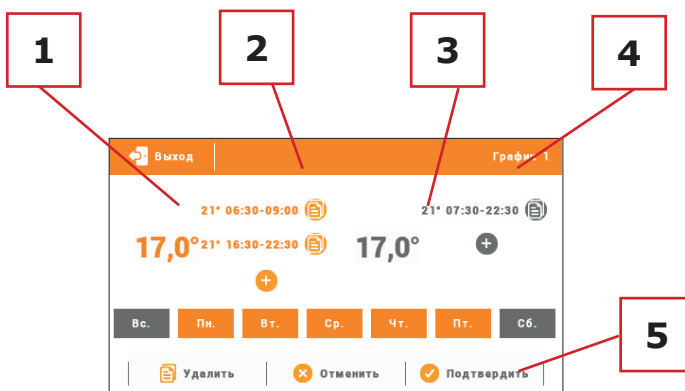 1 2 3 4
Выход График 1
21° 06:30-09:00 21° 07:30-22:30
17,0° 21° 16:30-22:30 17,0°
Вс. Пн. Вт. Ср. Чт. Пт. Сб.
5
Удалить Отменить Подтвердить